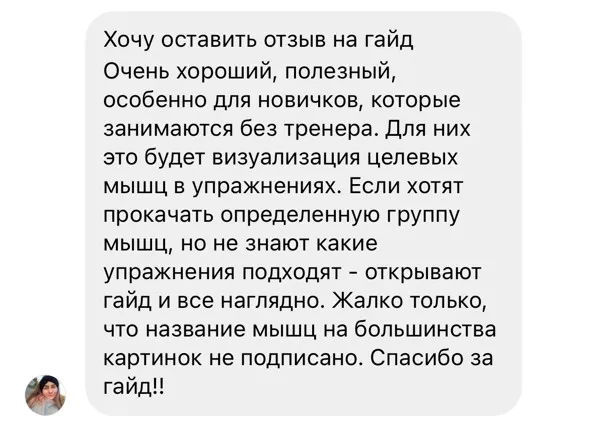 Хочу оставить отзыв на гайд
Очень хороший, полезный,
особенно для новичков, которые
занимаются без тренера. Для них
это будет визуализация целевых
мышц в упражнениях. Если хотят
прокачать определенную группу
мышц, но не знают какие
упражнения подходят - открывают
гайд и все наглядно. Жалко только,
что название мышц на большинства
картинок не подписано. Спасибо за
гайд!!